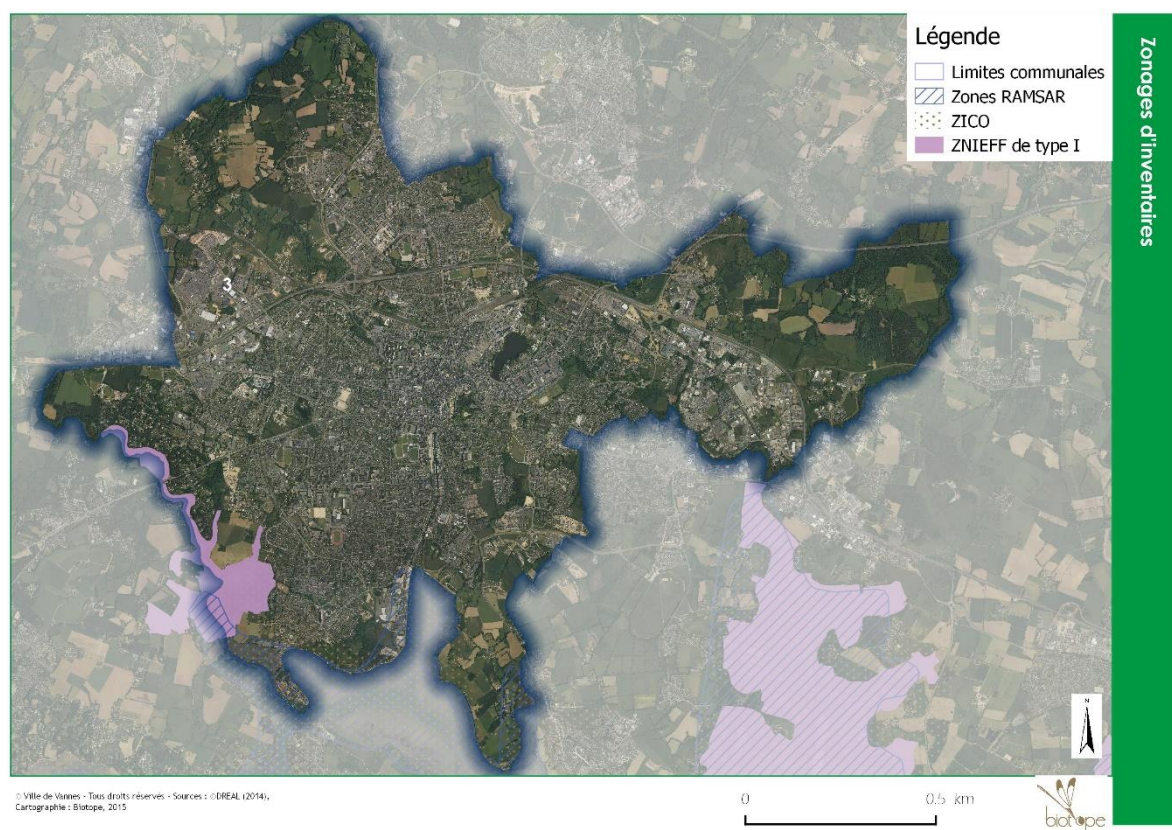 Légende
Limites communales
Zones RAMSAR
ZICO
ZNIEFF de type I
Zonages d'inventaires
3
N
© Ville de Vannes - Tous droits réservés - Sources : ©DREAL (2014),
Cartographie : Biotope, 2015
0 0.5 km
biotope